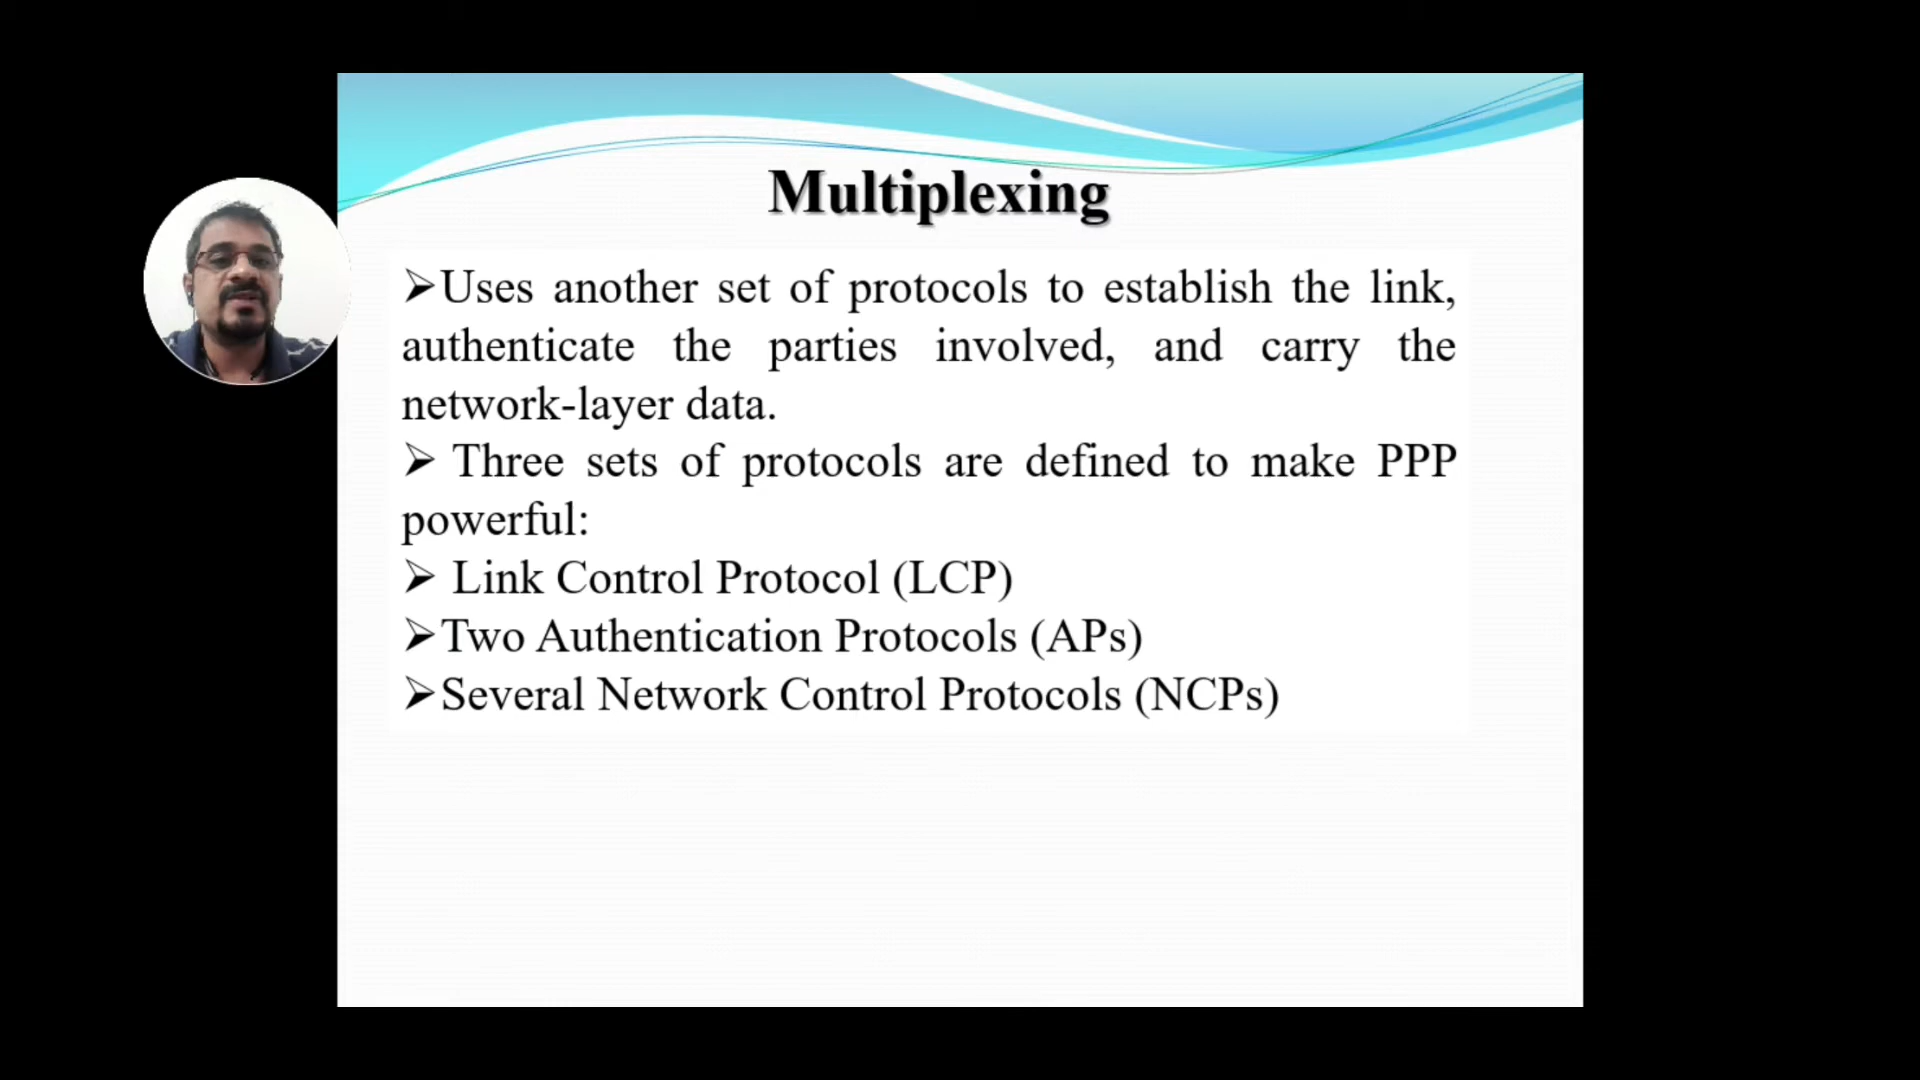 Multiplexing
➢Uses another set of protocols to establish the link,
authenticate the parties involved, and carry the
network-layer data.
➢ Three sets of protocols are defined to make PPP
powerful:
➢ Link Control Protocol (LCP)
➢Two Authentication Protocols (APs)
➢Several Network Control Protocols (NCPs)